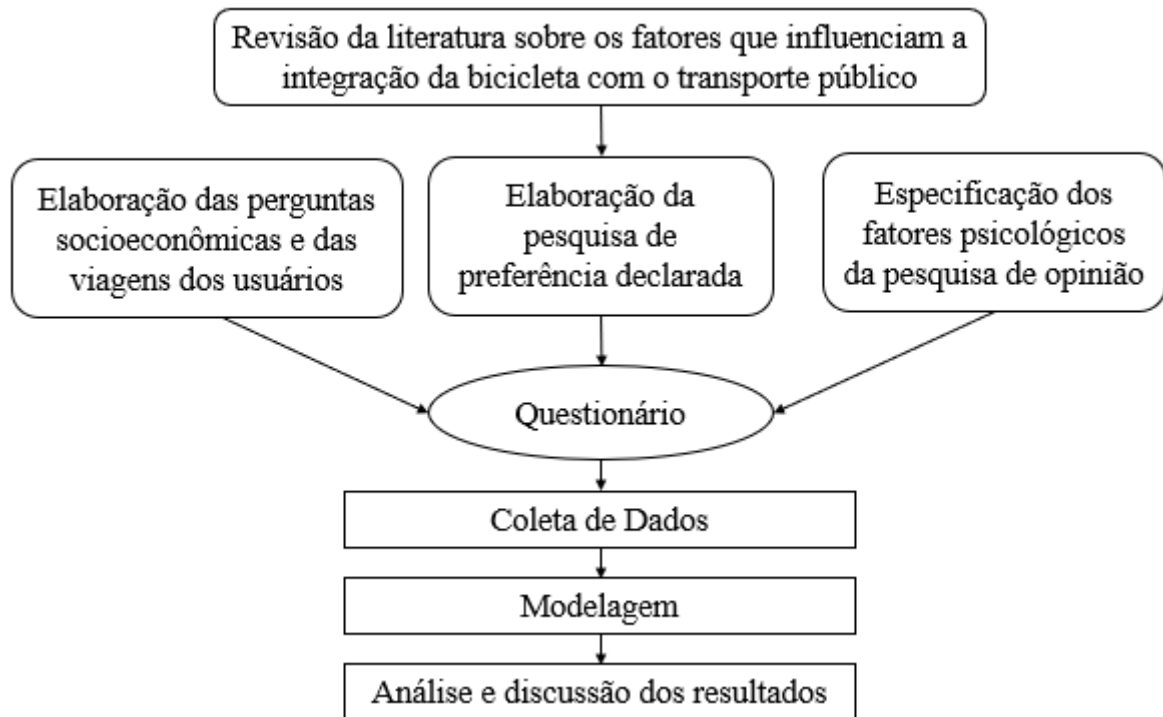 Revisão da literatura sobre os fatores que influenciam a
integração da bicicleta com o transporte público
Elaboração das perguntas
socioeconômicas e das
viagens dos usuários
Elaboração da
pesquisa de
preferência declarada
Especificação dos
fatores psicológicos
da pesquisa de opinião
Questionário
Coleta de Dados
Modelagem
Análise e discussão dos resultados